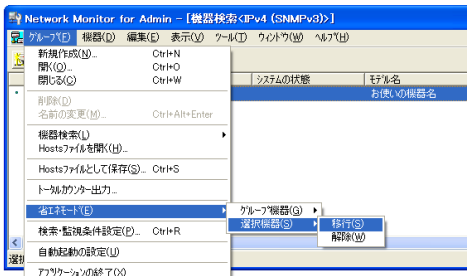 Network Monitor for Admin - [機器検索<IPv4 (SNMPv3)>]
グループ(F) 機器(D) 編集(E) 表示(V) ツール(T) ウィンドウ(W) ヘルプ(H)
新規作成(N)... Ctrl+N
開く(O)... Ctrl+O
閉じる(C) Ctrl+W
システムの状態 モデル名
お使いの機器名
削除(D)
名前の変更(M)... Ctrl+Alt+Enter
機器検索(L)
Hostsファイルを開く(H)...
Hostsファイルとして保存(S)... Ctrl+S
トータルカウンター出力...
省エネモード(E) グループ機器(G)
検索・監視条件設定(P)... Ctrl+R 選択機器(S) 移行(S)
解除(W)
自動起動の設定(U)
アプリケーションの終了(X)
選択